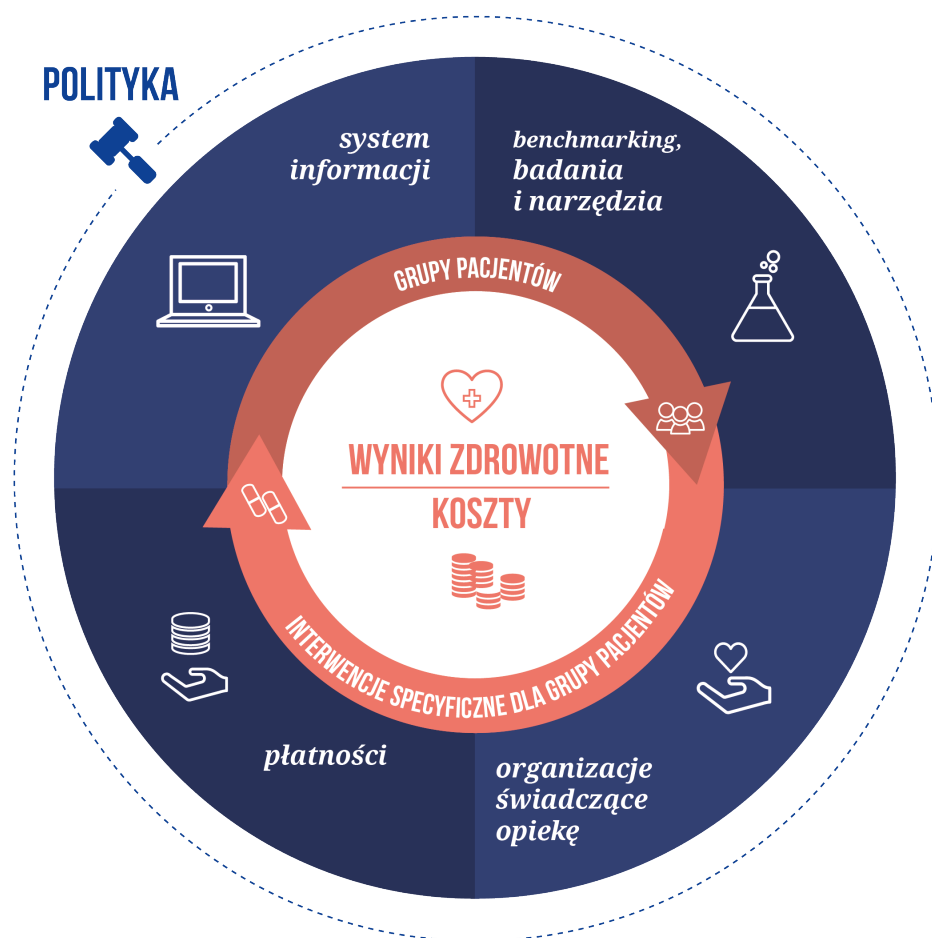 POLITYKA
system
informacji
benchmarking,
badania
i narzędzia
GRUPY PACJENTÓW
WYNIKI ZDROWOTNE
KOSZTY
INTERWENCJE SPECYFICZNE DLA GRUPY PACJENTÓW
płatności
organizacje
świadczące
opiekę